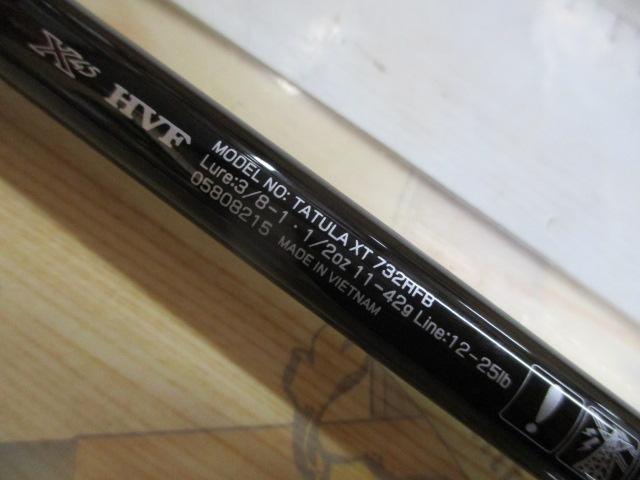 X45
HVF
MODEL NO: TATULA XT 732HFB
Lure:3/8-1・1/2oz 11-42g Line:12-25lb
05808215 MADE IN VIETNAM